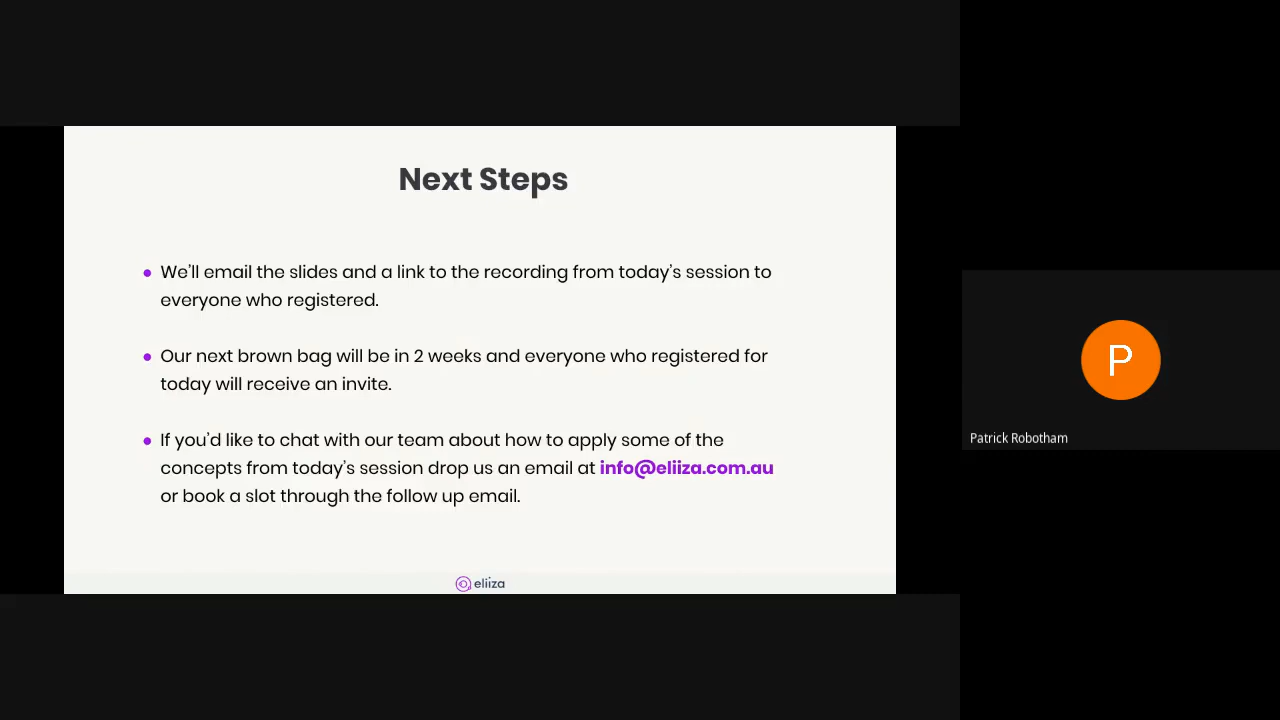 Next Steps
We'll email the slides and a link to the recording from today's session to
everyone who registered.
Our next brown bag will be in 2 weeks and everyone who registered for
today will receive an invite.
If you'd like to chat with our team about how to apply some of the
concepts from today's session drop us an email at info@eliiza.com.au
or book a slot through the follow up email.
eliiza
P
Patrick Robotham